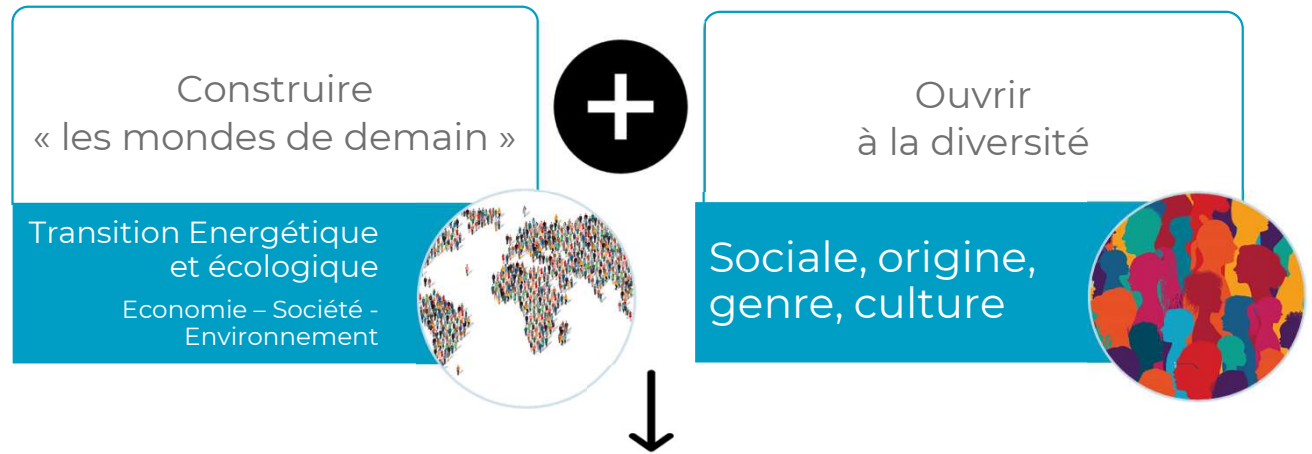 Construire
« les mondes de demain »
Transition Energétique
et écologique
Economie – Société -
Environnement
Ouvrir
à la diversité
Sociale, origine,
genre, culture